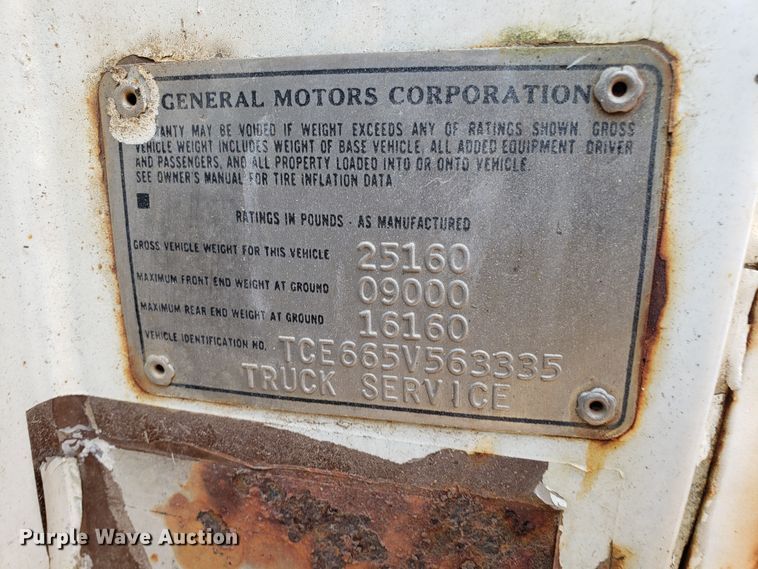 GENERAL MOTORS CORPORATION
MAY BE VOIDED IF WEIGHT EXCEEDS ANY OF RATINGS SHOWN. GROSS
VEHICLE WEIGHT INCLUDES WEIGHT OF BASE VEHICLE, ALL ADDED EQUIPMENT, DRIVER
AND PASSENGERS, AND ALL PROPERTY LOADED INTO OR ONTO VEHICLE.
SEE OWNER'S MANUAL FOR TIRE INFLATION DATA
RATINGS IN POUNDS - AS MANUFACTURED
GROSS VEHICLE WEIGHT FOR THIS VEHICLE 25160
MAXIMUM FRONT END WEIGHT AT GROUND 09000
MAXIMUM REAR END WEIGHT AT GROUND 16160
VEHICLE IDENTIFICATION NO. TCE665V563335
TRUCK SERVICE
Purple Wave Auction